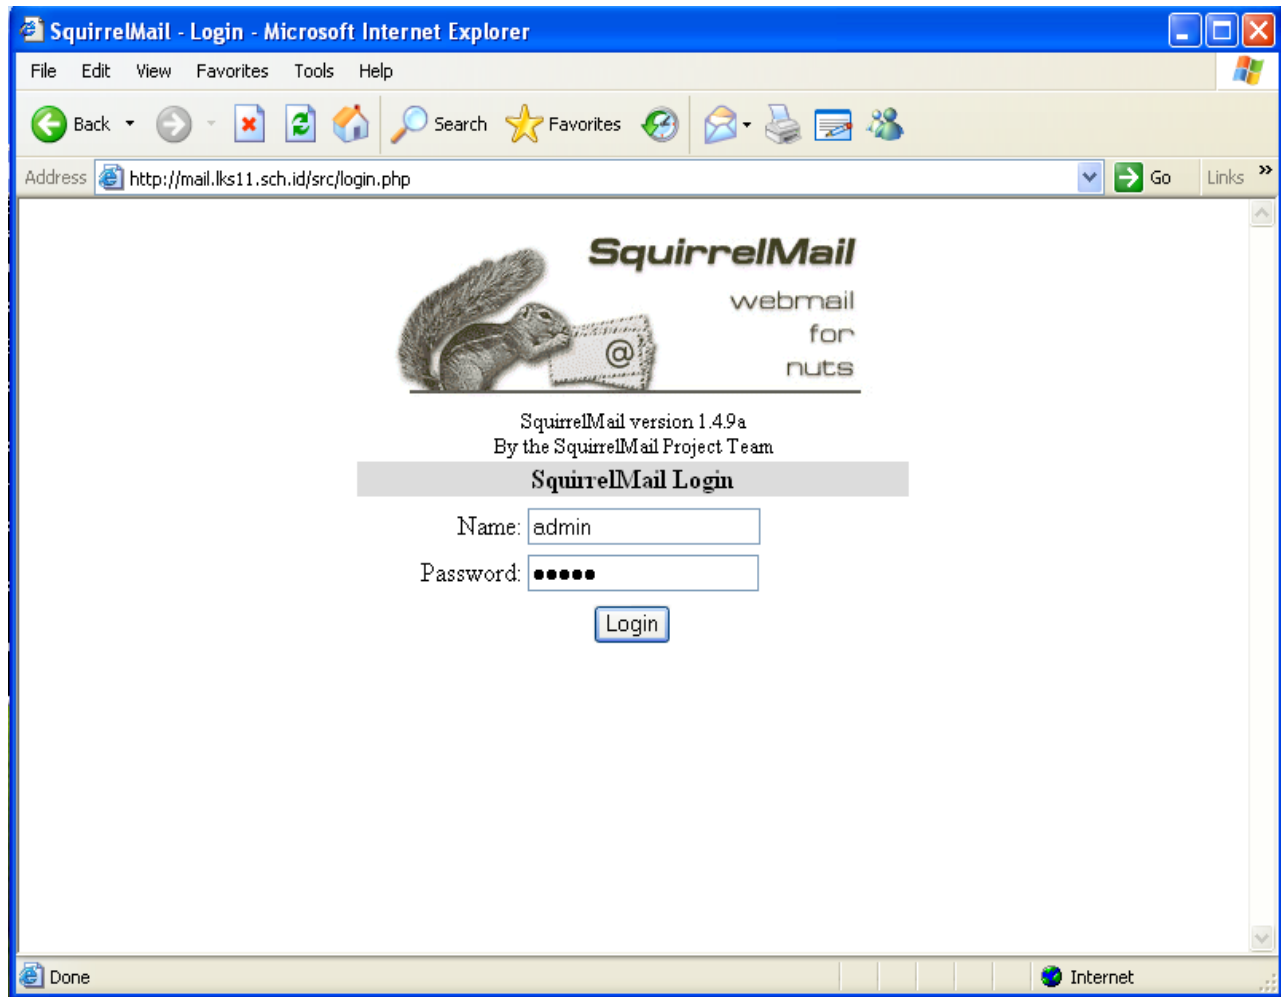 SquirrelMail - Login - Microsoft Internet Explorer
File Edit View Favorites Tools Help
Back Search Favorites
Address http://mail.lks11.sch.id/src/login.php Go Links »
SquirrelMail
webmail
for
nuts
@
SquirrelMail version 1.4.9a
By the SquirrelMail Project Team
SquirrelMail Login
Name: admin
Password: ●●●●●
Login
Done Internet